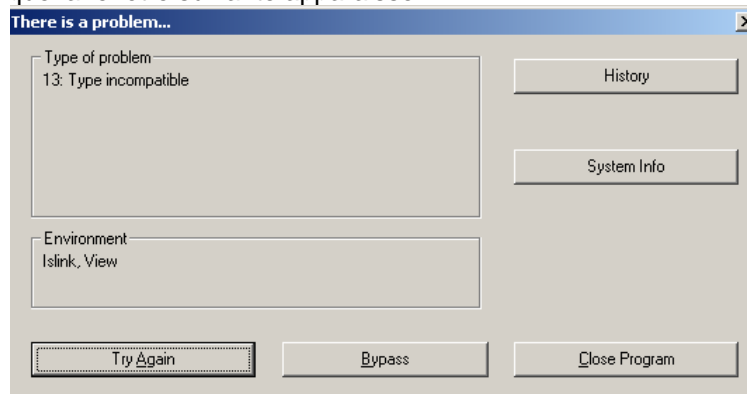 There is a problem...
Type of problem
13: Type incompatible
History
System Info
Environment
Islink, View
Try Again
Bypass
Close Program